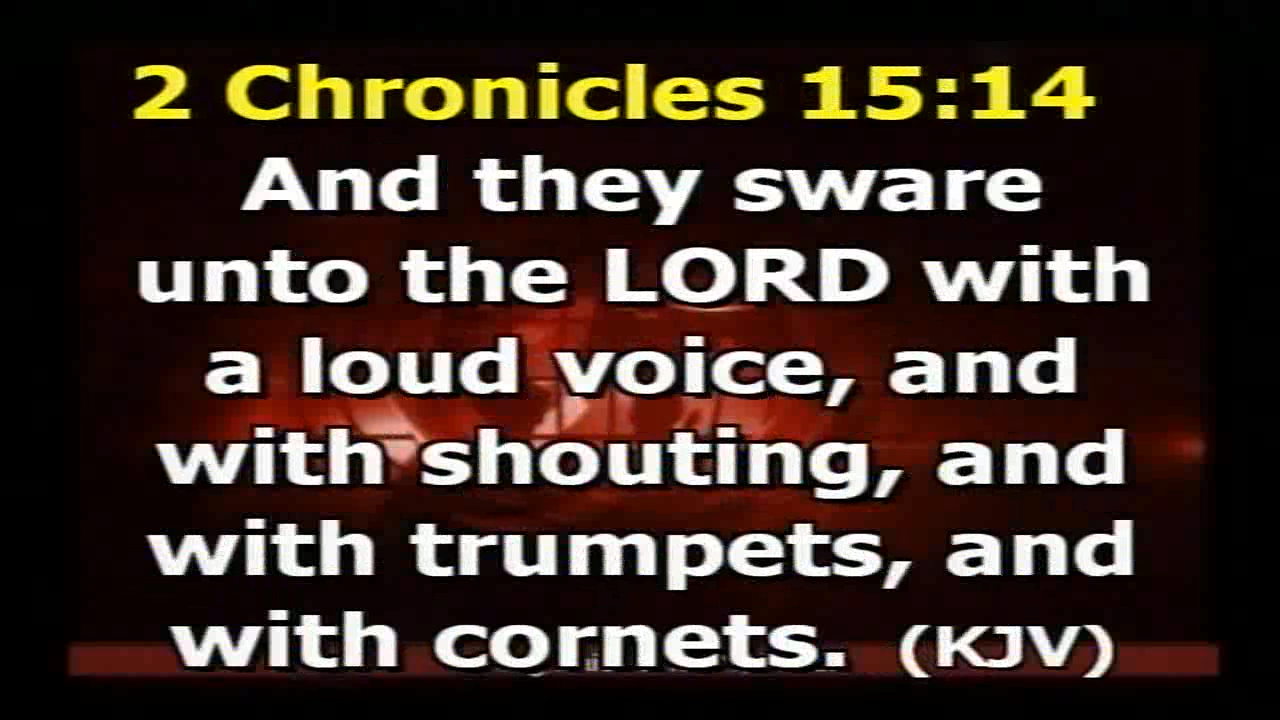 2 Chronicles 15:14
And they sware
unto the LORD with
a loud voice, and
with shouting, and
with trumpets, and
with cornets. (KJV)